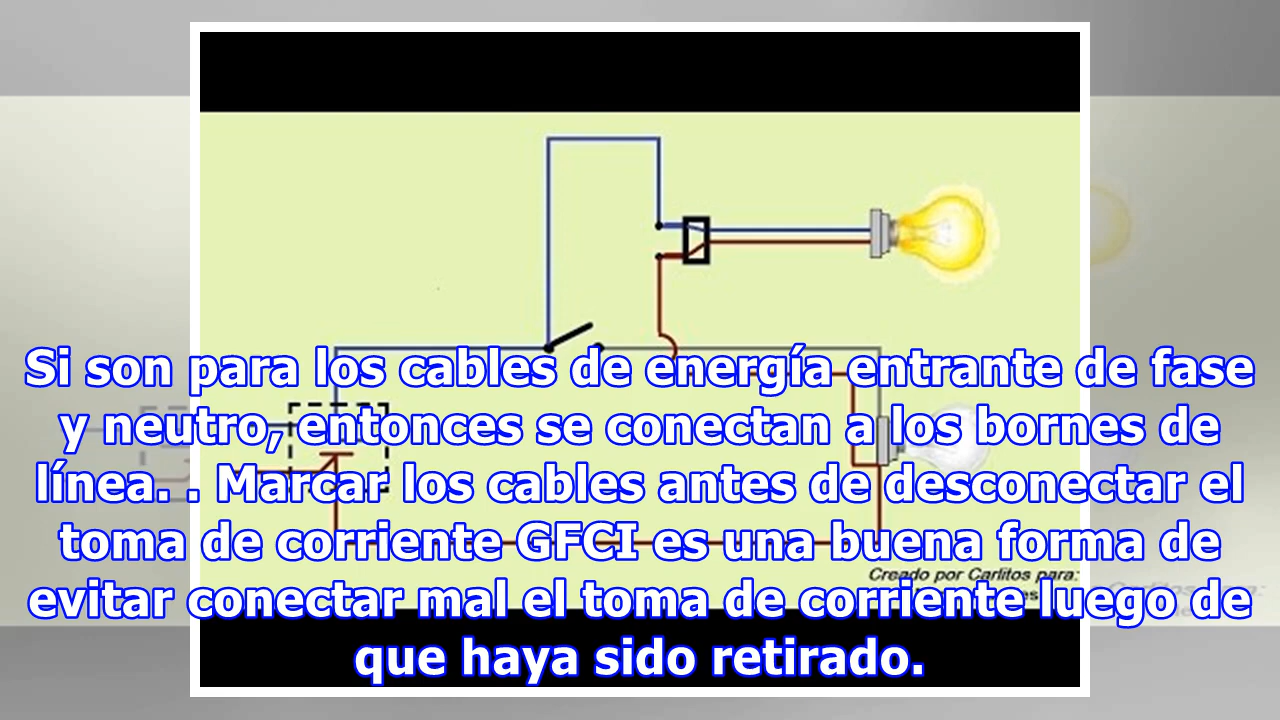 Si son para los cables de energía entrante de fase
y neutro, entonces se conectan a los bornes de
línea. . Marcar los cables antes de desconectar el
toma de corriente GFCI es una buena forma de
evitar conectar mal el toma de corriente luego de
que haya sido retirado.
Creado por Carlitos para: